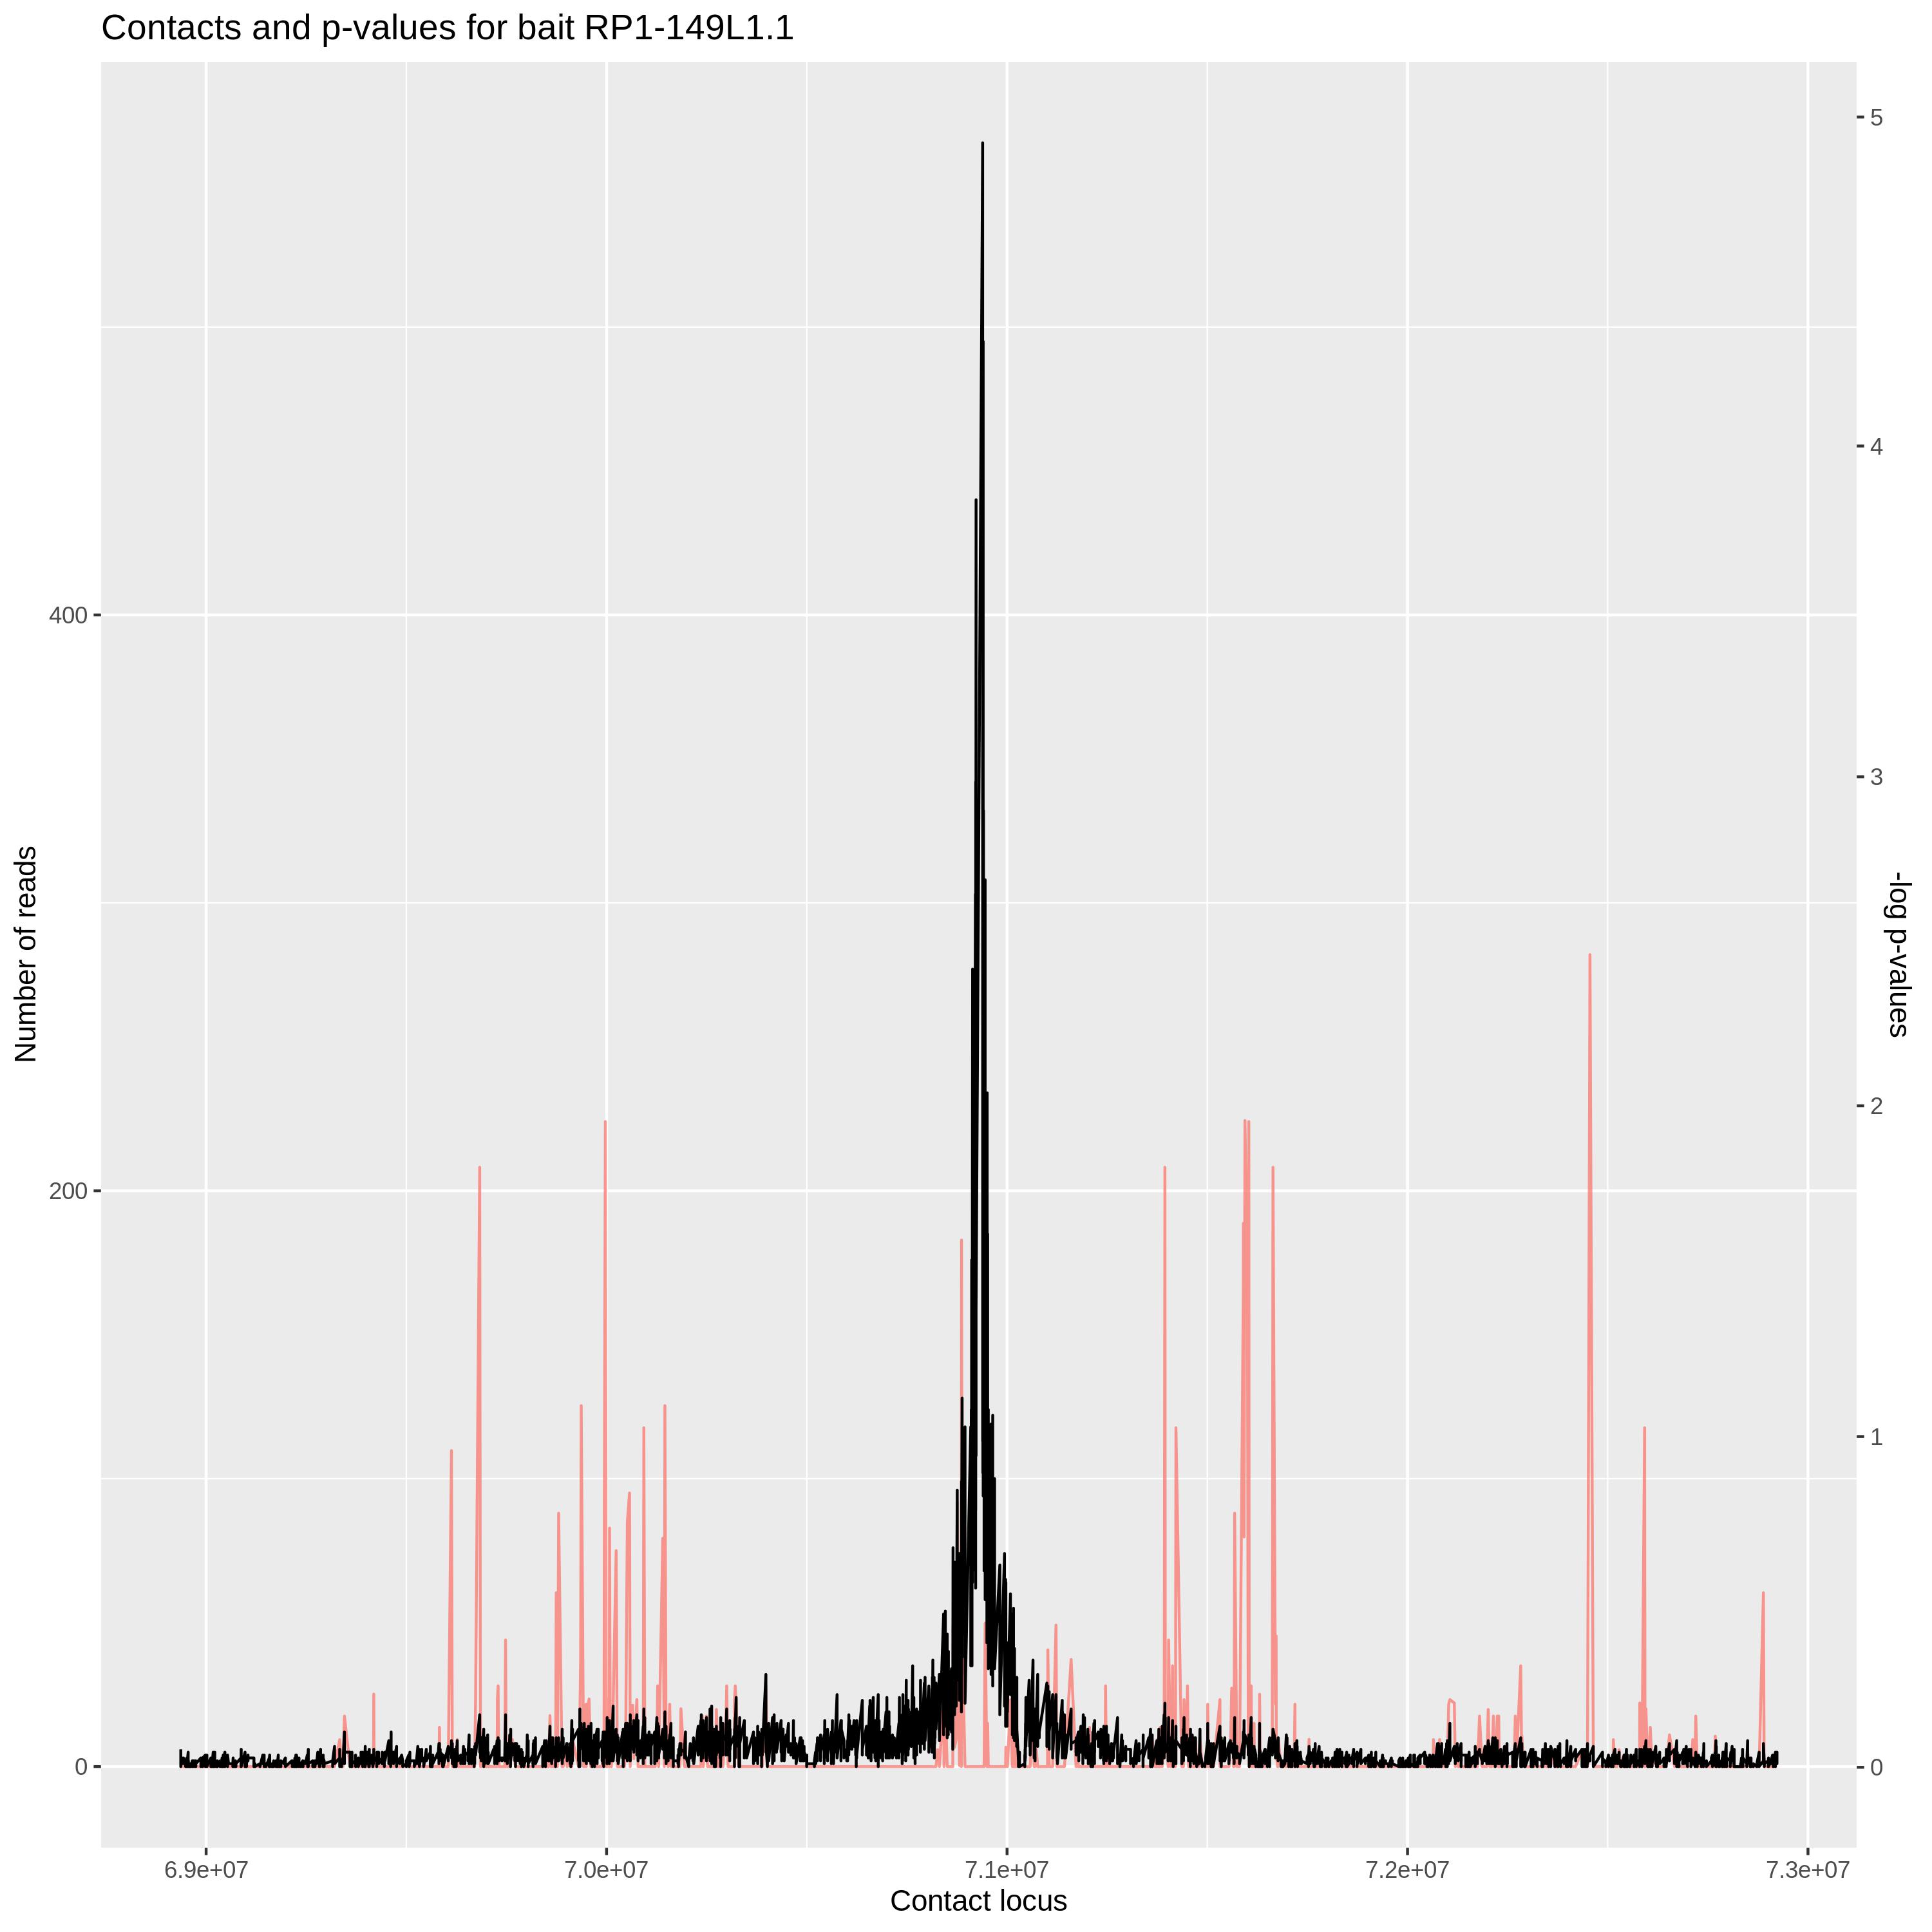 Contacts and p-values for bait RP1-149L1.1
5
4
3
2
1
0
400
200
0
Number of reads
-log p-values
6.9e+07
7.0e+07
7.1e+07
7.2e+07
7.3e+07
Contact locus